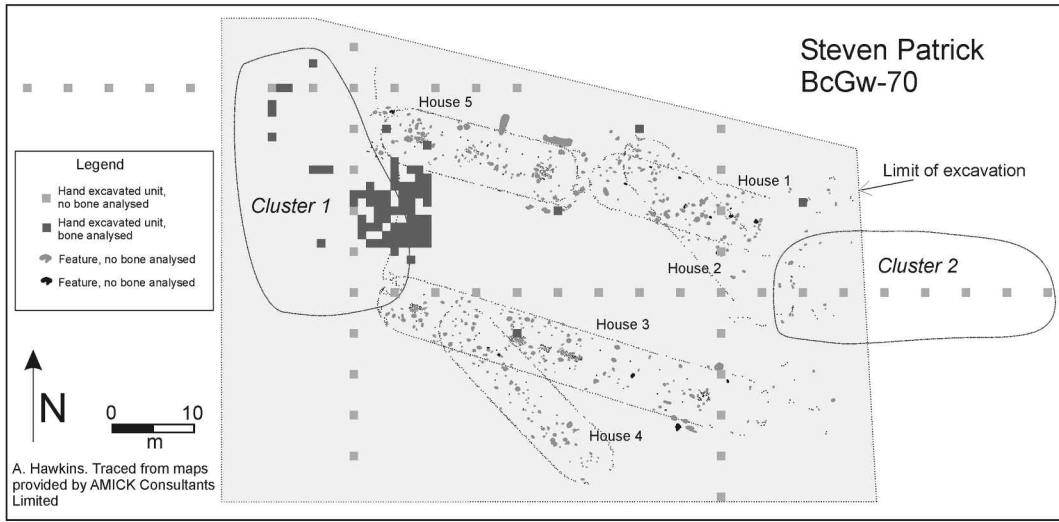 Steven Patrick
BcGw-70
House 5
Legend
Hand excavated unit,
no bone analysed
Hand excavated unit,
bone analysed
Feature, no bone analysed
Feature, no bone analysed
Limit of excavation
House 1
Cluster 1
House 2
Cluster 2
House 3
House 4
N
0 10
m
A. Hawkins. Traced from maps
provided by AMICK Consultants
Limited